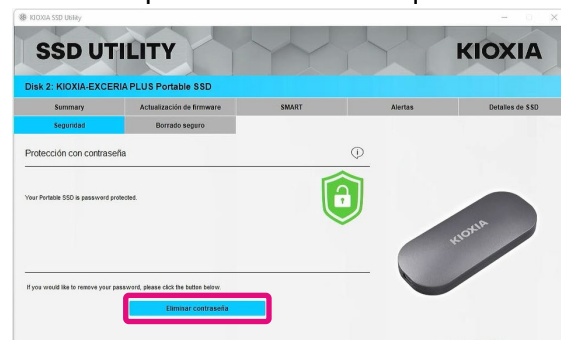 KIOXIA SSD Utility
SSD UTILITY
KIOXIA
Disk 2: KIOXIA-EXCERIA PLUS Portable SSD
Summary
Actualización de firmware
SMART
Alertas
Detalles de SSD
Seguridad
Borrado seguro
Protección con contraseña
Your Portable SSD is password protected.
KIOXIA
If you would like to remove your password, please click the button below.
Eliminar contraseña